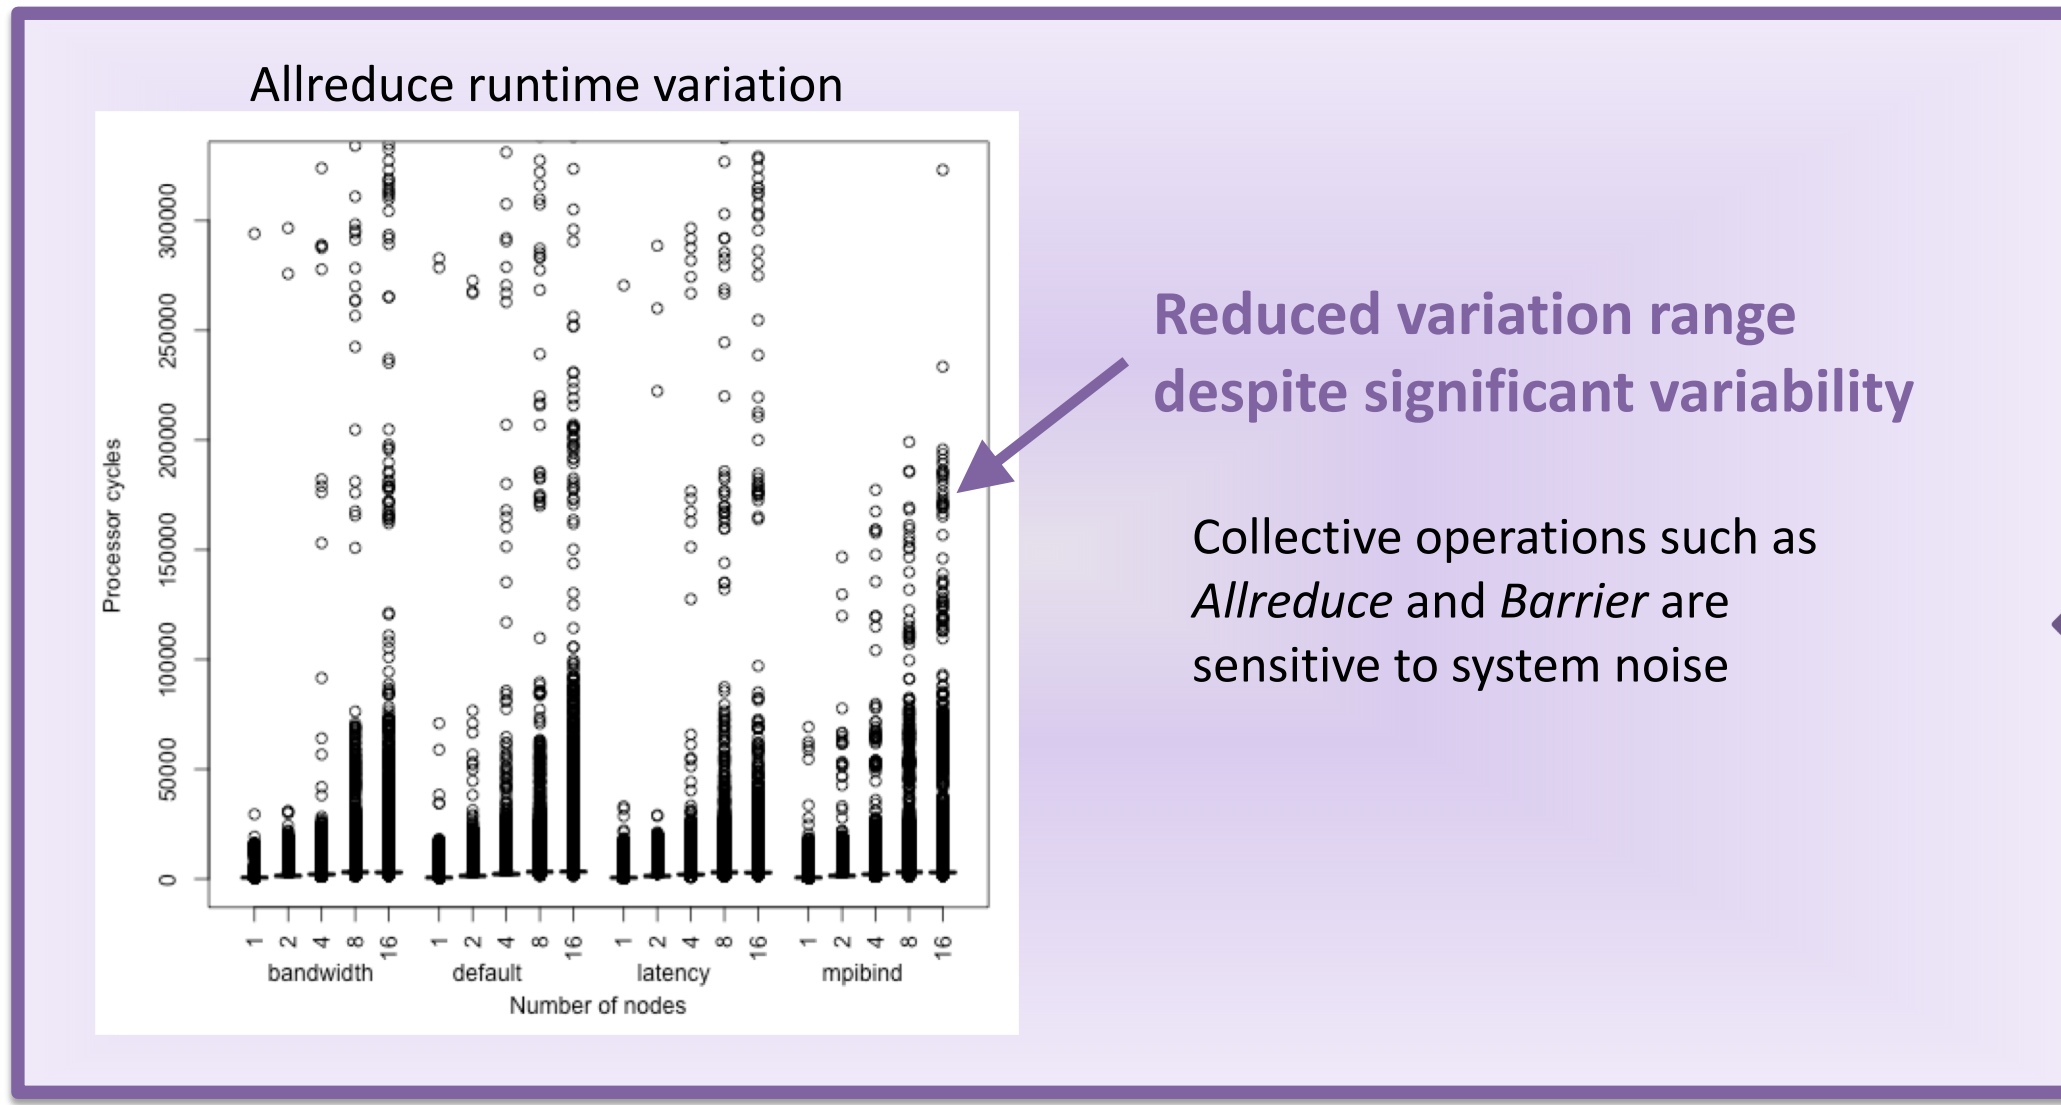 Allreduce runtime variation
Processor cycles
300000
250000
200000
150000
100000
50000
0
1 2 4 8 16 1 2 4 8 16 1 2 4 8 16 1 2 4 8 16
bandwidth default latency mpibind
Number of nodes
Reduced variation range
despite significant variability
Collective operations such as
Allreduce and Barrier are
sensitive to system noise